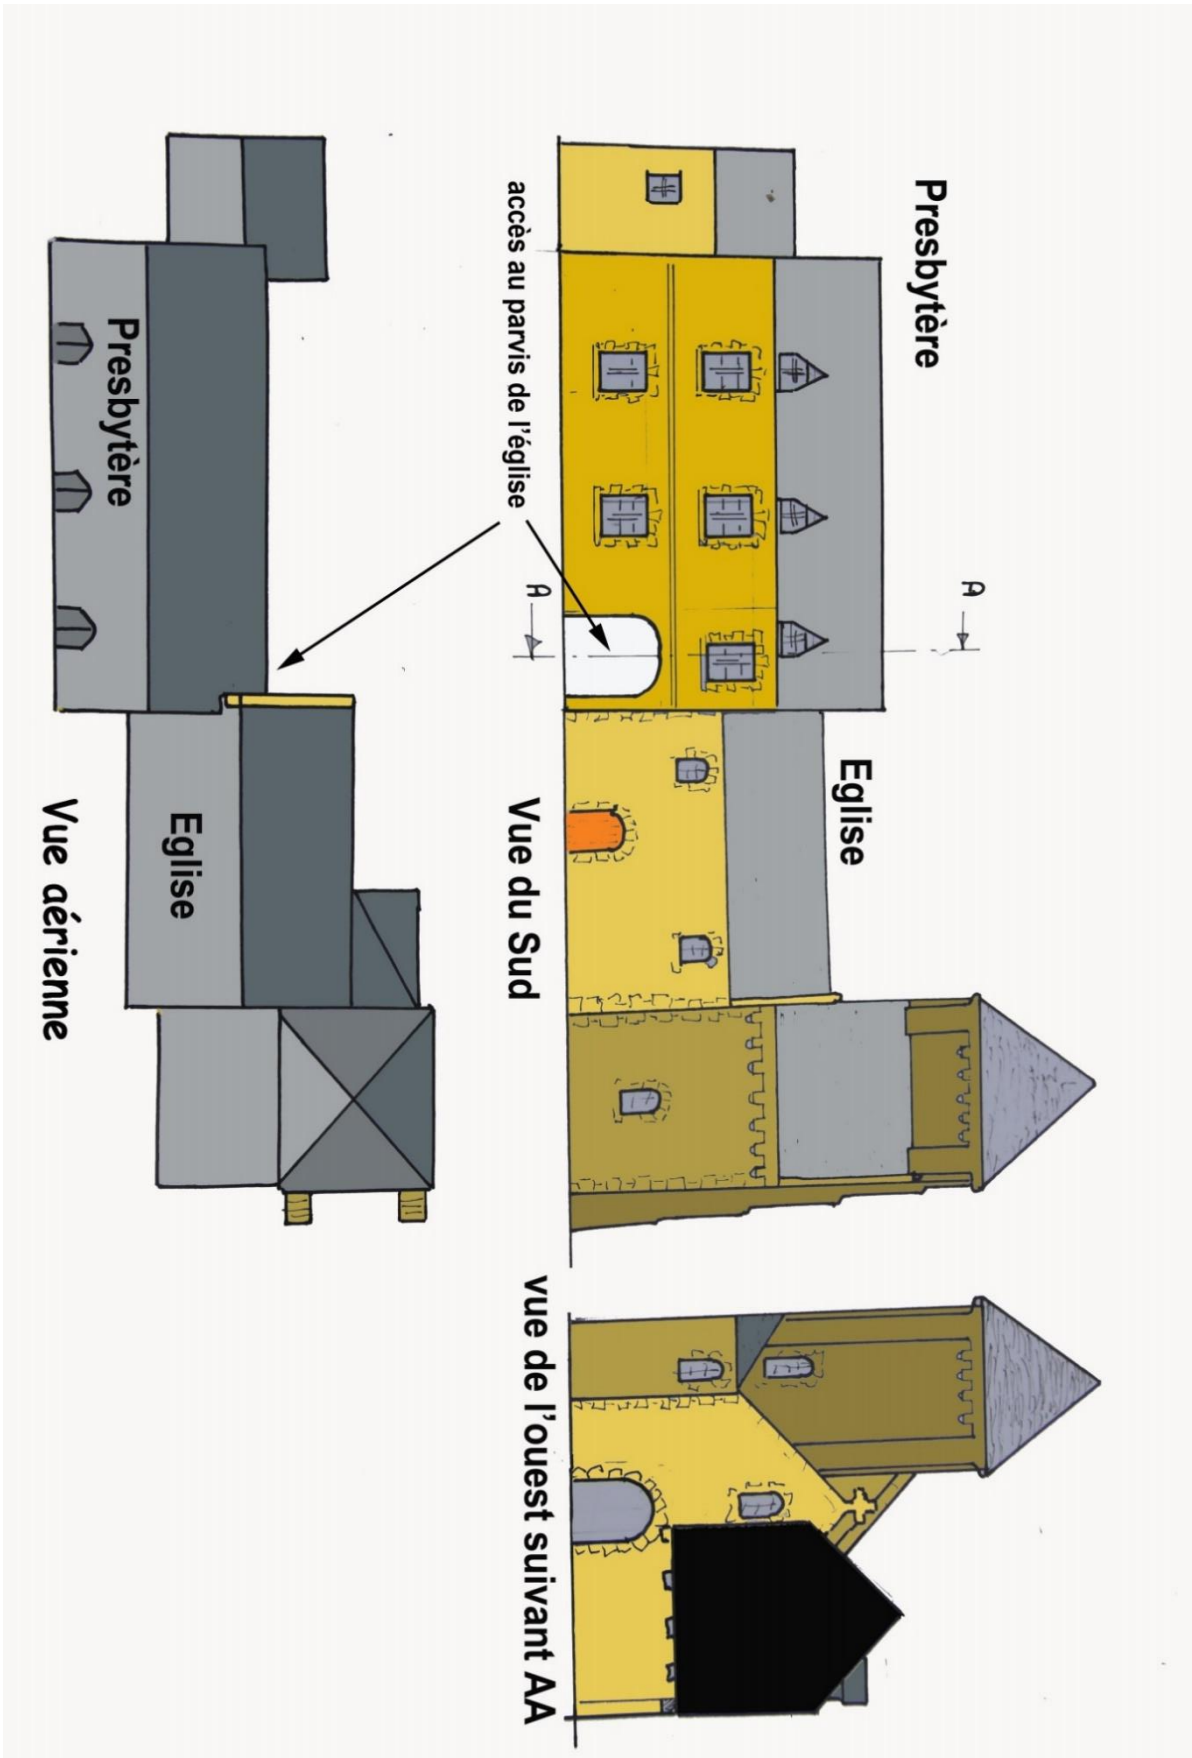 Presbytère
Eglise
A
A
accès au parvis de l'église
Vue du Sud
vue de l'ouest suivant AA
Presbytère
Eglise
Vue aérienne